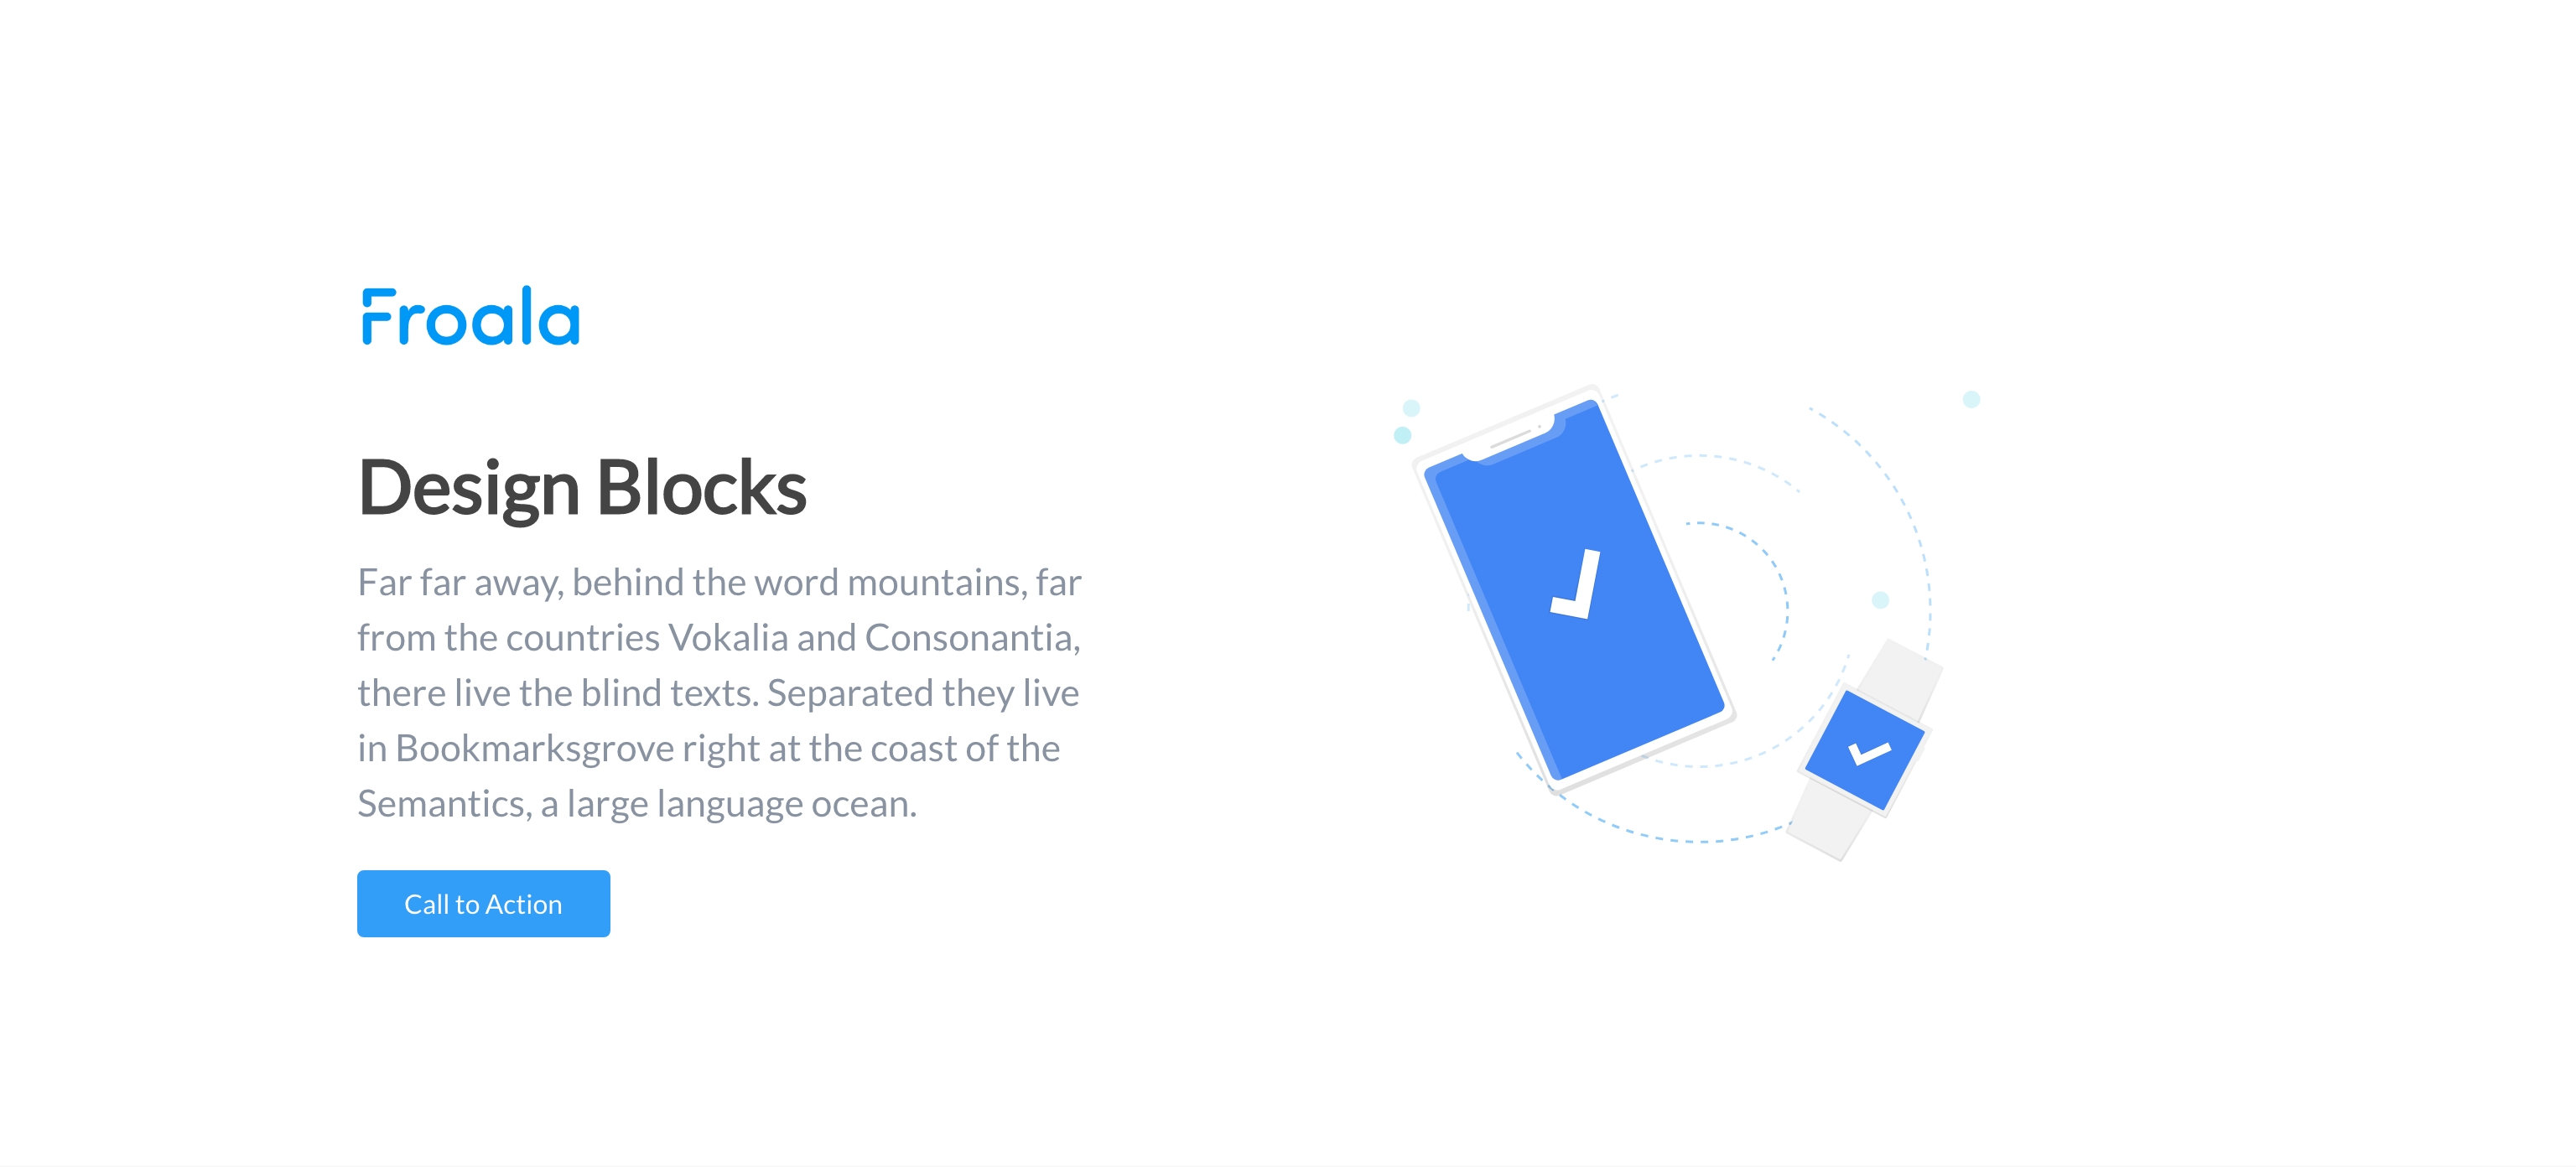 Froala
Design Blocks
Far far away, behind the word mountains, far
from the countries Vokalia and Consonantia,
there live the blind texts. Separated they live
in Bookmarksgrove right at the coast of the
Semantics, a large language ocean.
Call to Action